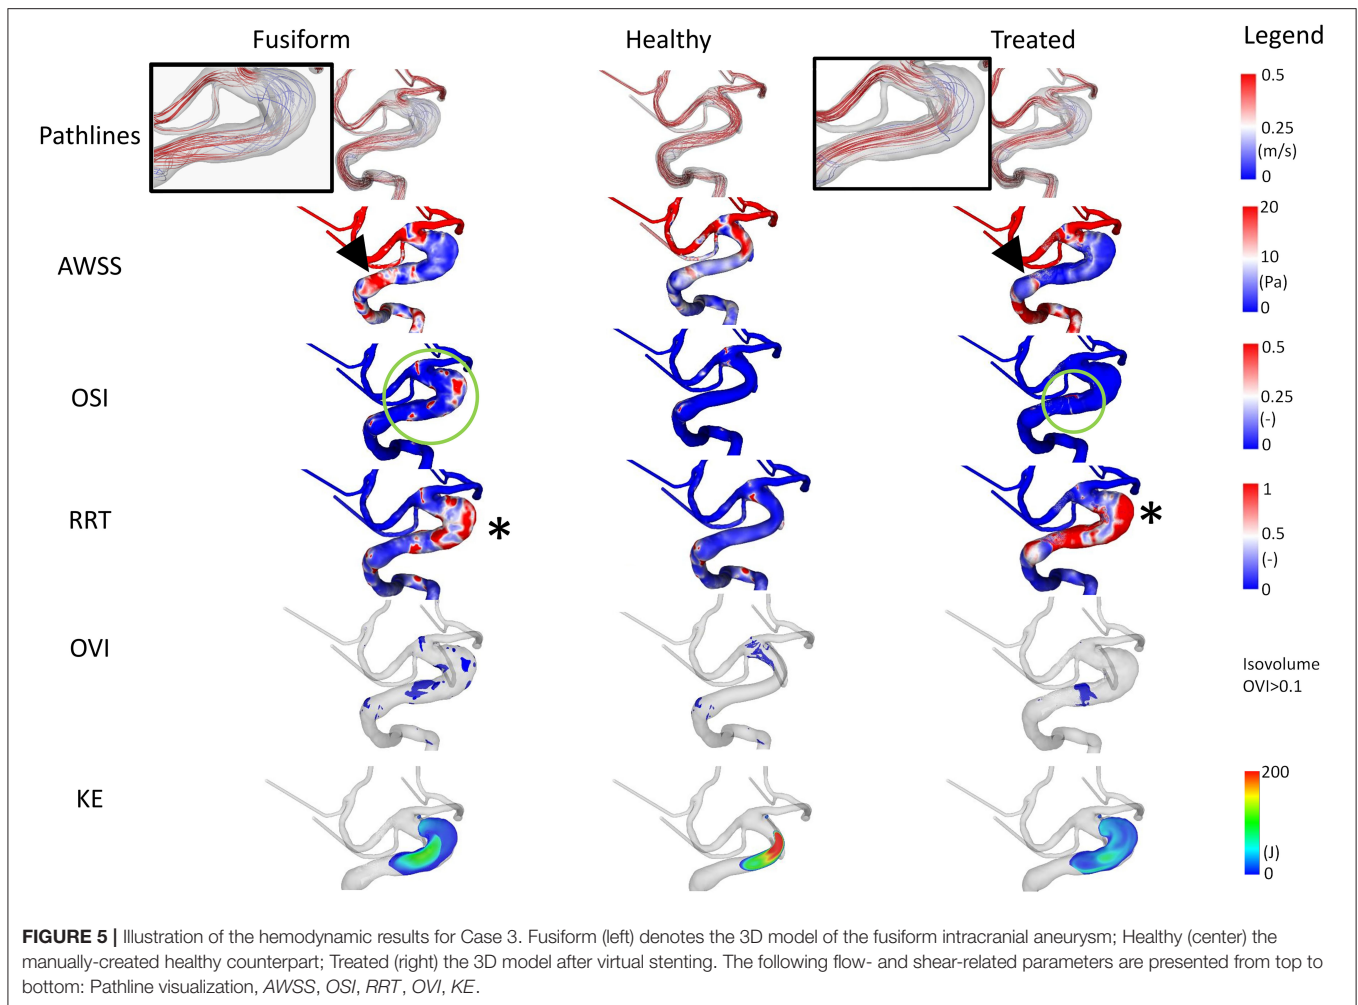 Fusiform
Healthy
Treated
Legend
Pathlines
0.5
0.25
(m/s)
0
AWSS
20
10
(Pa)
0
OSI
0.5
0.25
(-)
0
RRT
*
*
1
0.5
(-)
0
OVI
Isovolume
OVI>0.1
KE
200
(J)
0
FIGURE 5 | Illustration of the hemodynamic results for Case 3. Fusiform (left) denotes the 3D model of the fusiform intracranial aneurysm; Healthy (center) the
manually-created healthy counterpart; Treated (right) the 3D model after virtual stenting. The following flow- and shear-related parameters are presented from top to
bottom: Pathline visualization, AWSS, OSI, RRT, OVI, KE.